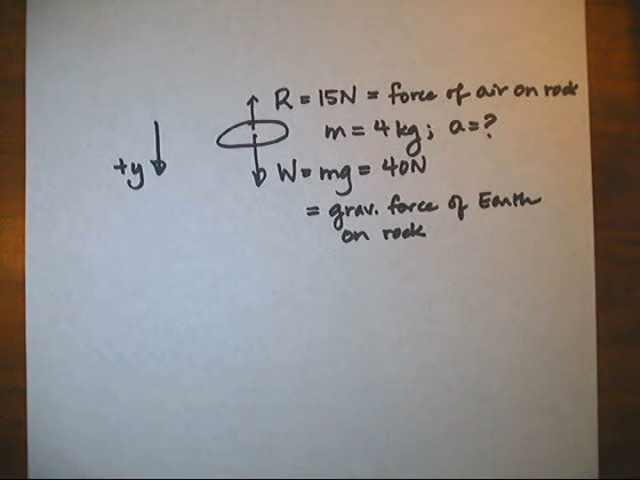 R = 15N = force of air on rock
m = 4 kg; a = ?
+y
W = mg = 40N
= grav. force of Earth
on rock